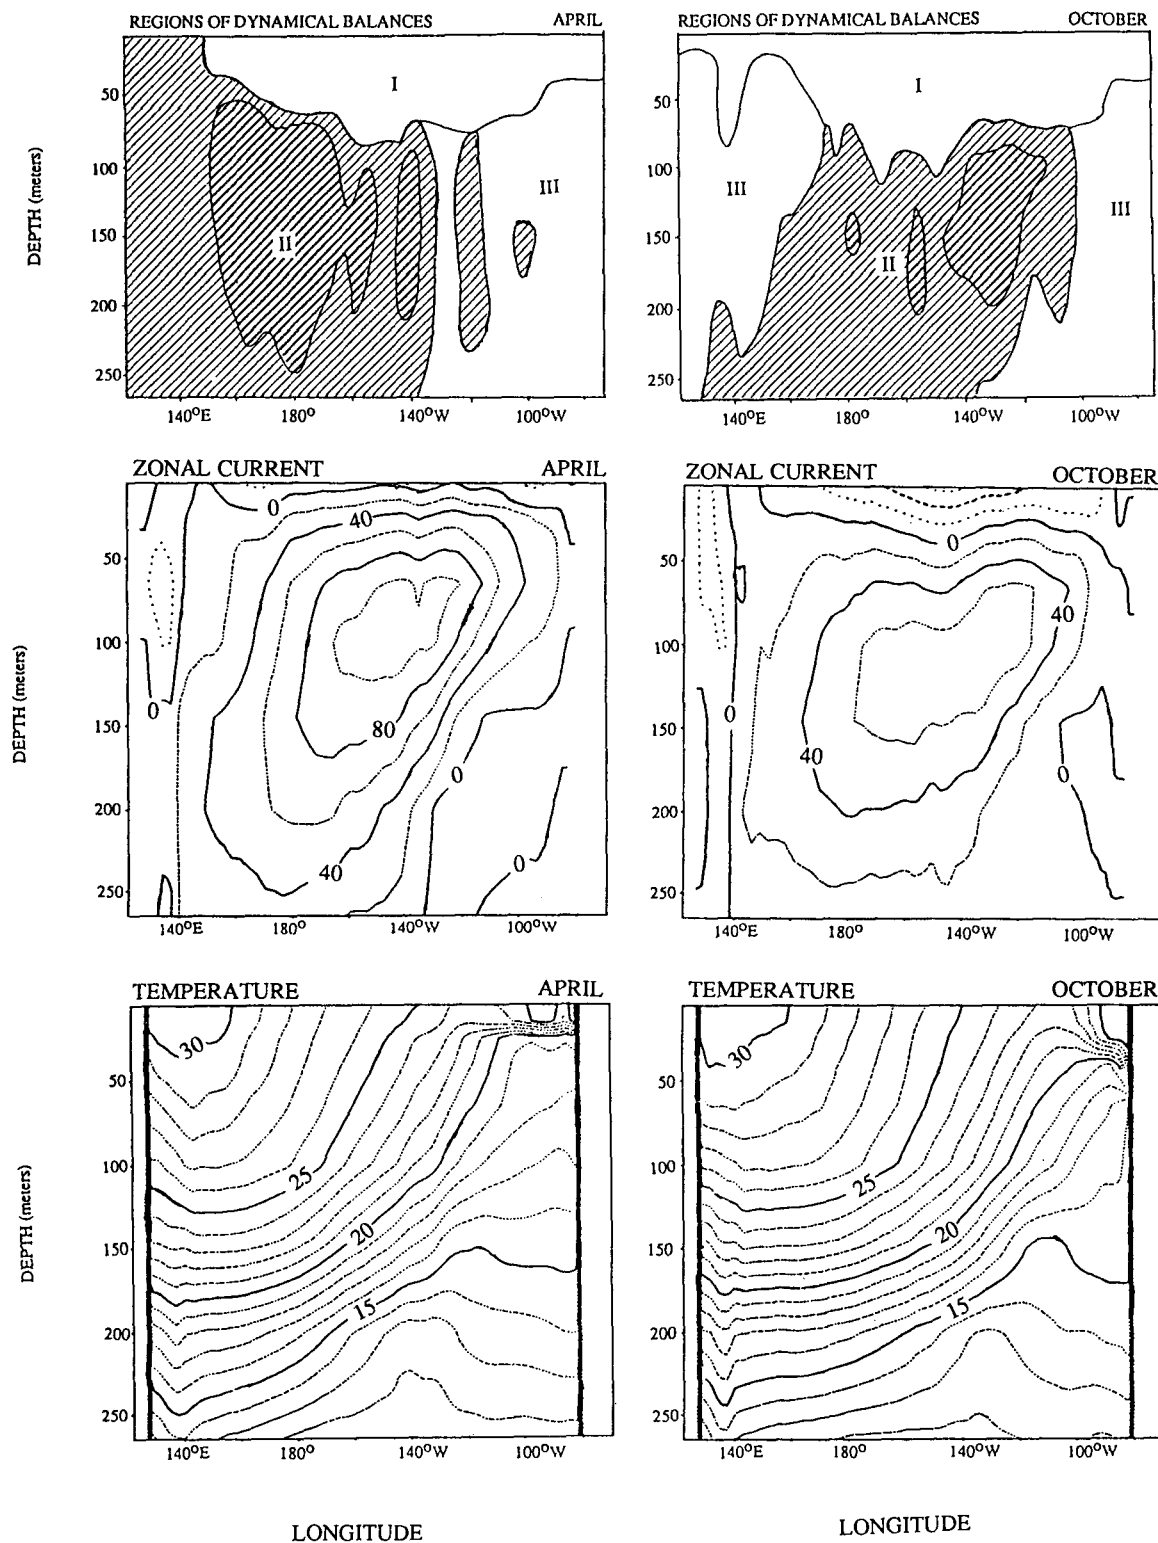 REGIONS OF DYNAMICAL BALANCES APRIL
REGIONS OF DYNAMICAL BALANCES OCTOBER
DEPTH (meters)
50
100
150
200
250
I
II
III
140°E 180° 140°W 100°W
50
100
150
200
250
I
III
II
III
140°E 180° 140°W 100°W
ZONAL CURRENT APRIL
ZONAL CURRENT OCTOBER
DEPTH (meters)
50
100
150
200
250
0
40
0
80
0
40
0
140°E 180° 140°W 100°W
50
100
150
200
250
0
40
0
40
0
140°E 180° 140°W 100°W
TEMPERATURE APRIL
TEMPERATURE OCTOBER
DEPTH (meters)
50
100
150
200
250
30
25
20
15
140°E 180° 140°W 100°W
50
100
150
200
250
30
25
20
15
140°E 180° 140°W 100°W
LONGITUDE
LONGITUDE